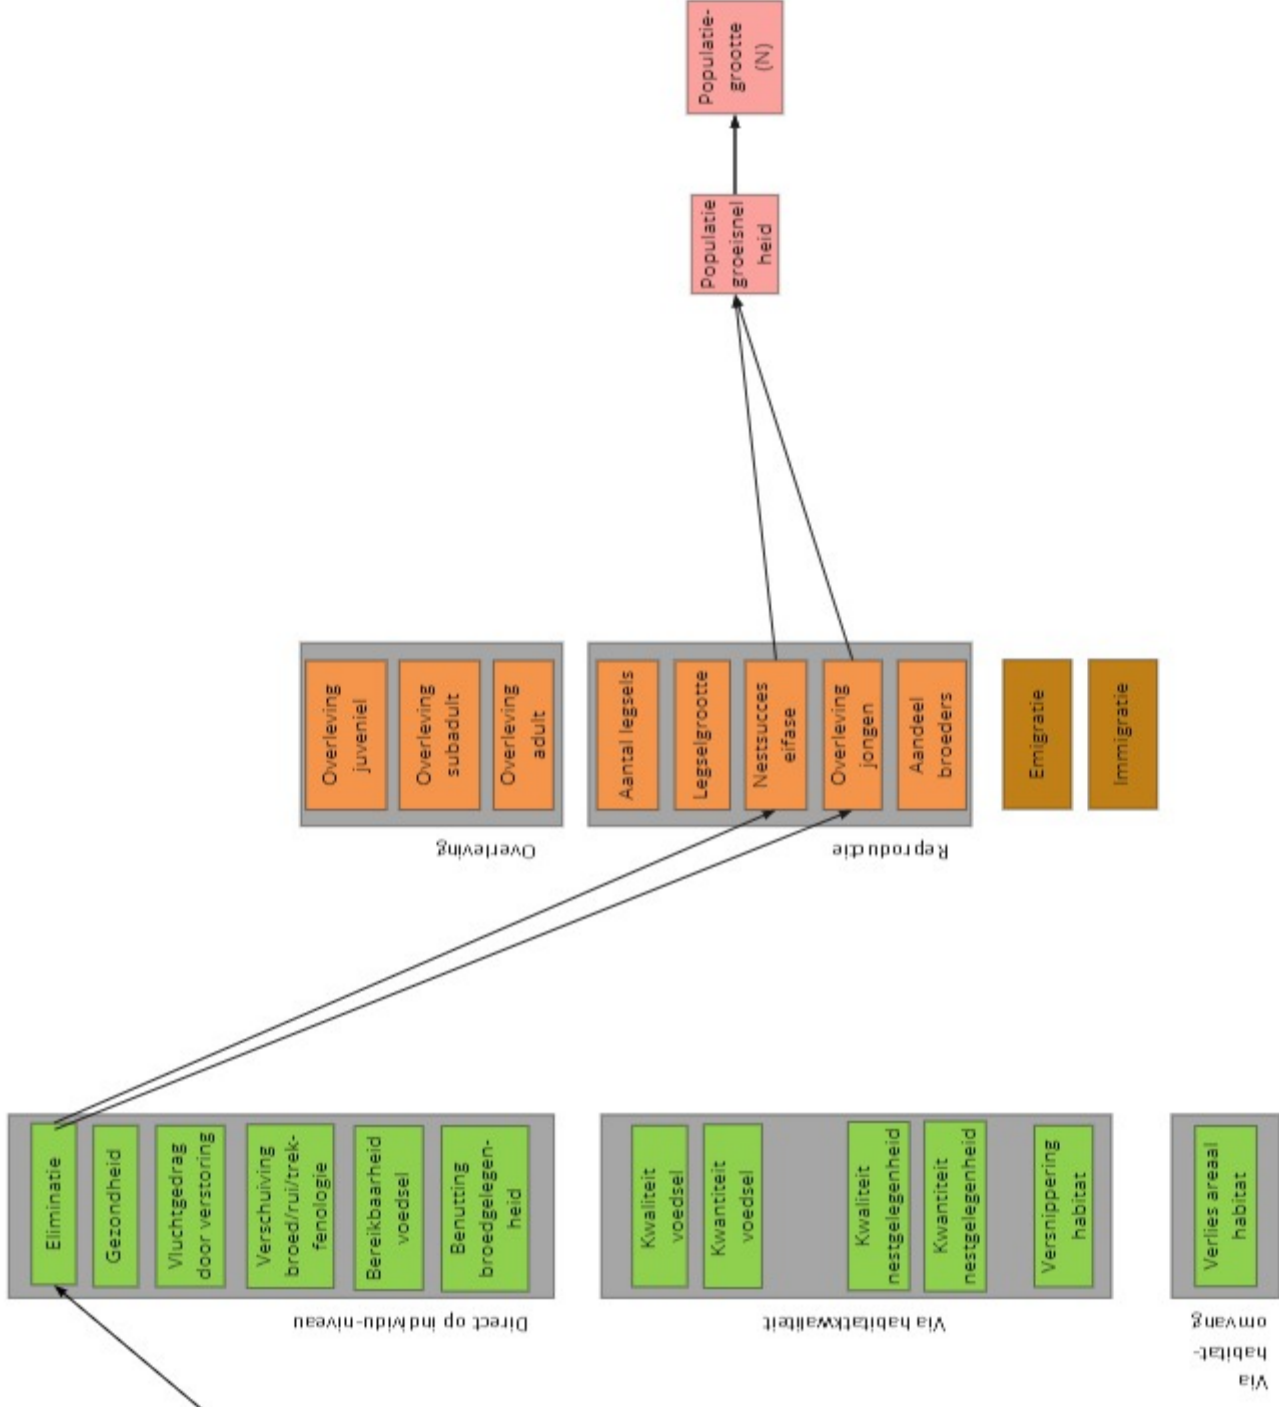 Eliminatie
Gezondheid
Vluchtgedrag
door verstoring
Verschuiving
broed/rui/trek-
fenologie
Bereikbaarheid
voedsel
Benutting
broedgelegen-
heid
Direct op individu-niveau
Kwaliteit
voedsel
Kwantiteit
voedsel
Kwaliteit
nestgelegenheid
Kwantiteit
nestgelegenheid
Versnippering
habitat
Via habitatkwaliteit
Verlies areaal
habitat
Via
habitat-
omvang
Overleving
juveniel
Overleving
subadult
Overleving
adult
Overleving
Aantal legsels
Legselgrootte
Nestsucces
eifase
Overleving
jongen
Aandeel
broeders
Reproductie
Emigratie
Immigratie
Populatie
groeisnel
heid
Populatie-
grootte
(N)